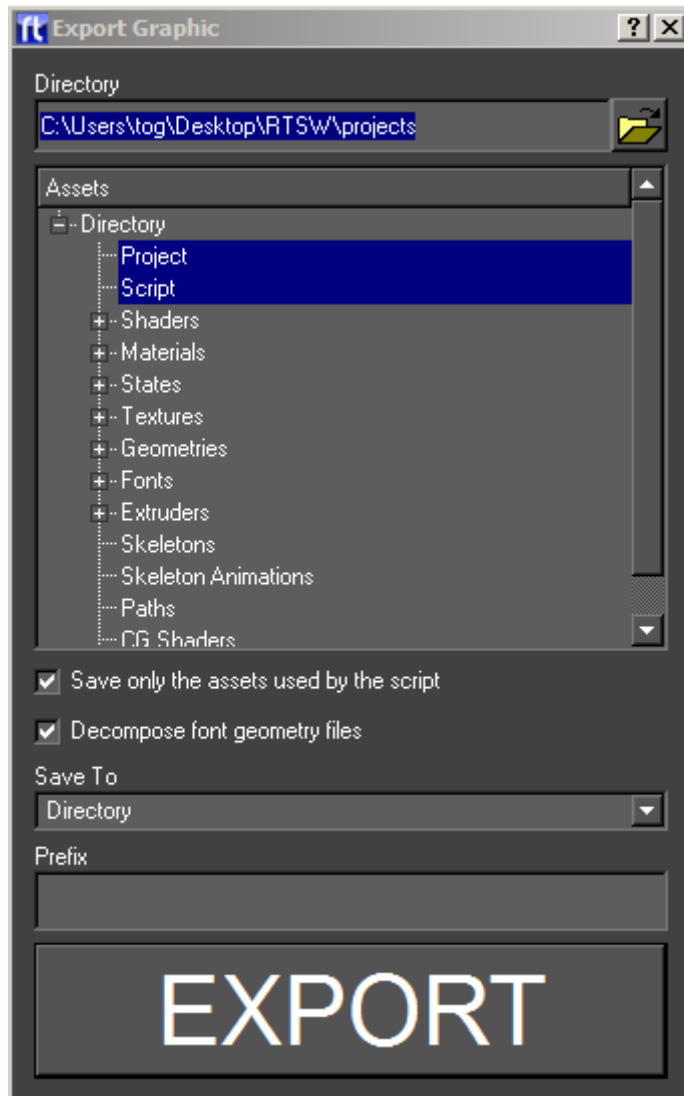 ft Export Graphic
Directory
C:\Users\tog\Desktop\RTSW\projects
Assets
Directory
Project
Script
Shaders
Materials
States
Textures
Geometries
Fonts
Extruders
Skeletons
Skeleton Animations
Paths
CG Shaders
Save only the assets used by the script
Decompose font geometry files
Save To
Directory
Prefix
EXPORT